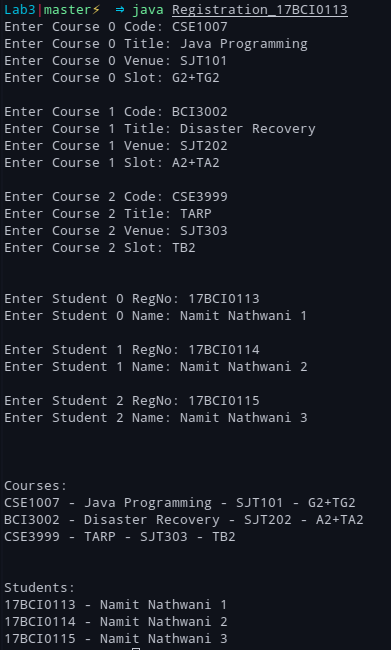 Lab3|master⚡ ⇒ java Registration_17BCI0113
Enter Course 0 Code: CSE1007
Enter Course 0 Title: Java Programming
Enter Course 0 Venue: SJT101
Enter Course 0 Slot: G2+TG2
Enter Course 1 Code: BCI3002
Enter Course 1 Title: Disaster Recovery
Enter Course 1 Venue: SJT202
Enter Course 1 Slot: A2+TA2
Enter Course 2 Code: CSE3999
Enter Course 2 Title: TARP
Enter Course 2 Venue: SJT303
Enter Course 2 Slot: TB2
Enter Student 0 RegNo: 17BCI0113
Enter Student 0 Name: Namit Nathwani 1
Enter Student 1 RegNo: 17BCI0114
Enter Student 1 Name: Namit Nathwani 2
Enter Student 2 RegNo: 17BCI0115
Enter Student 2 Name: Namit Nathwani 3
Courses:
CSE1007 - Java Programming - SJT101 - G2+TG2
BCI3002 - Disaster Recovery - SJT202 - A2+TA2
CSE3999 - TARP - SJT303 - TB2
Students:
17BCI0113 - Namit Nathwani 1
17BCI0114 - Namit Nathwani 2
17BCI0115 - Namit Nathwani 3